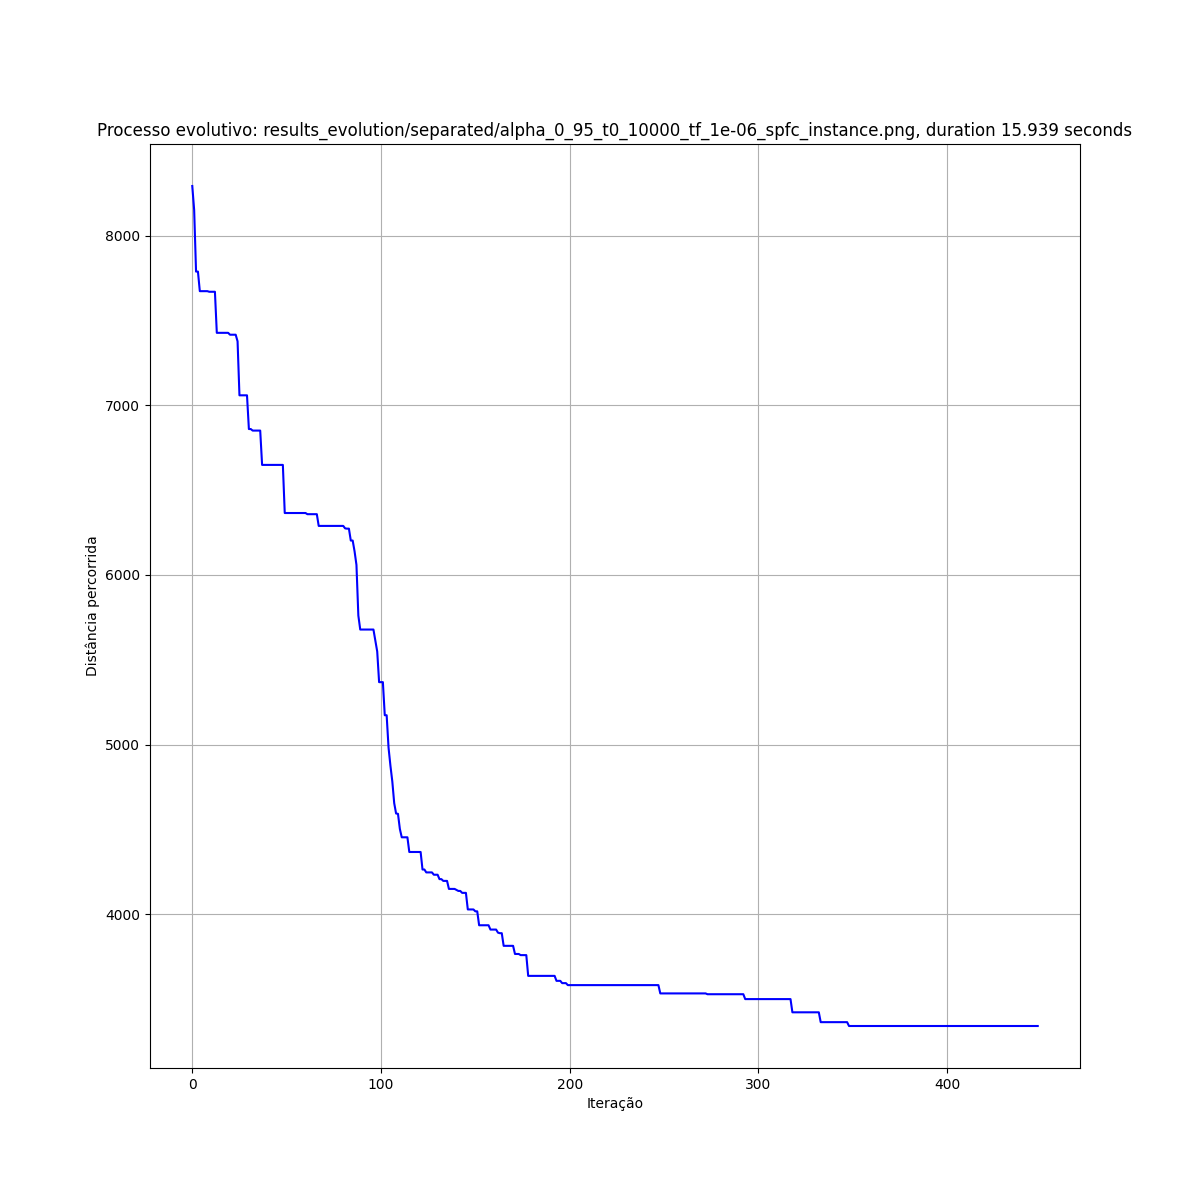 Processo evolutivo: results_evolution/separated/alpha_0_95_t0_10000_tf_1e-06_spfc_instance.png, duration 15.939 seconds
8000
7000
6000
5000
4000
Distância percorrida
0 100 200 300 400
Iteração